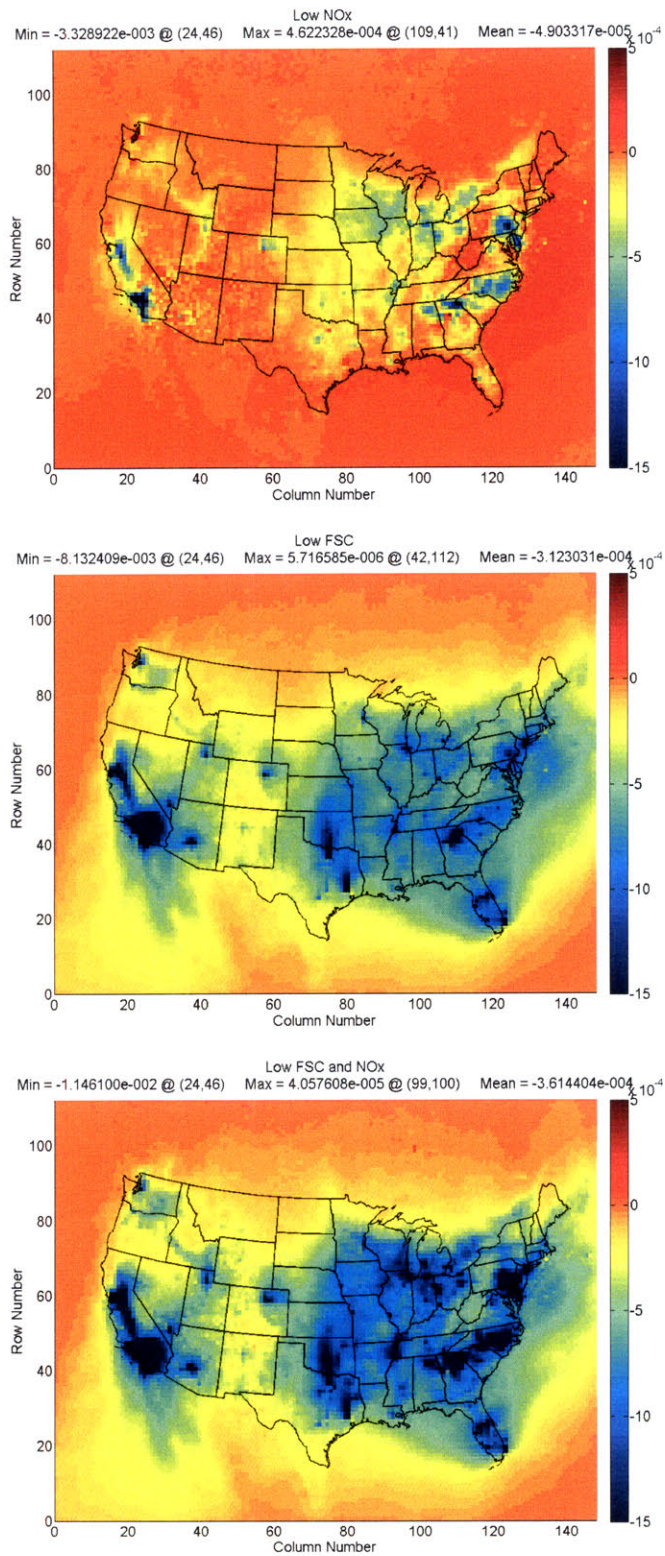 Low NOx
Min = -3.328922e-003 @ (24,46) Max = 4.622328e-004 @ (109,41) Mean = -4.903317e-005
x 10^-4
5
0
-5
-10
-15
100
80
60
40
20
0
Row Number
0 20 40 60 80 100 120 140
Column Number
Low FSC
Min = -8.132409e-003 @ (24,46) Max = 5.716585e-006 @ (42,112) Mean = -3.123031e-004
x 10^-4
5
0
-5
-10
-15
100
80
60
40
20
0
Row Number
0 20 40 60 80 100 120 140
Column Number
Low FSC and NOx
Min = -1.146100e-002 @ (24,46) Max = 4.057608e-005 @ (99,100) Mean = -3.614404e-004
x 10^-4
5
0
-5
-10
-15
100
80
60
40
20
0
Row Number
0 20 40 60 80 100 120 140
Column Number